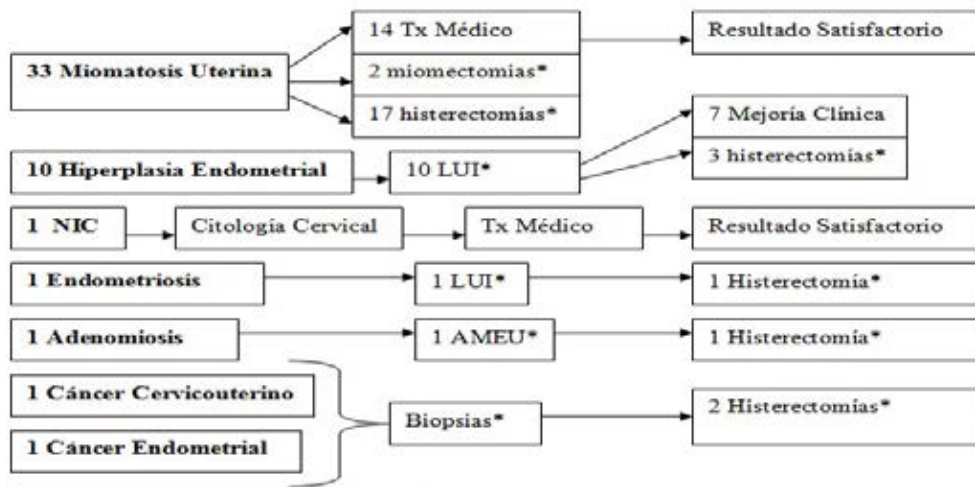 33 Miomatosis Uterina
14 Tx Médico
Resultado Satisfactorio
2 miomectomías*
17 histerectomías*
10 Hiperplasia Endometrial
10 LUI*
7 Mejoría Clínica
3 histerectomías*
1 NIC
Citología Cervical
Tx Médico
Resultado Satisfactorio
1 Endometriosis
1 LUI*
1 Histerectomía*
1 Adenomiosis
1 AMEU*
1 Histerectomía*
1 Cáncer Cervicouterino
1 Cáncer Endometrial
Biopsias*
2 Histerectomías*